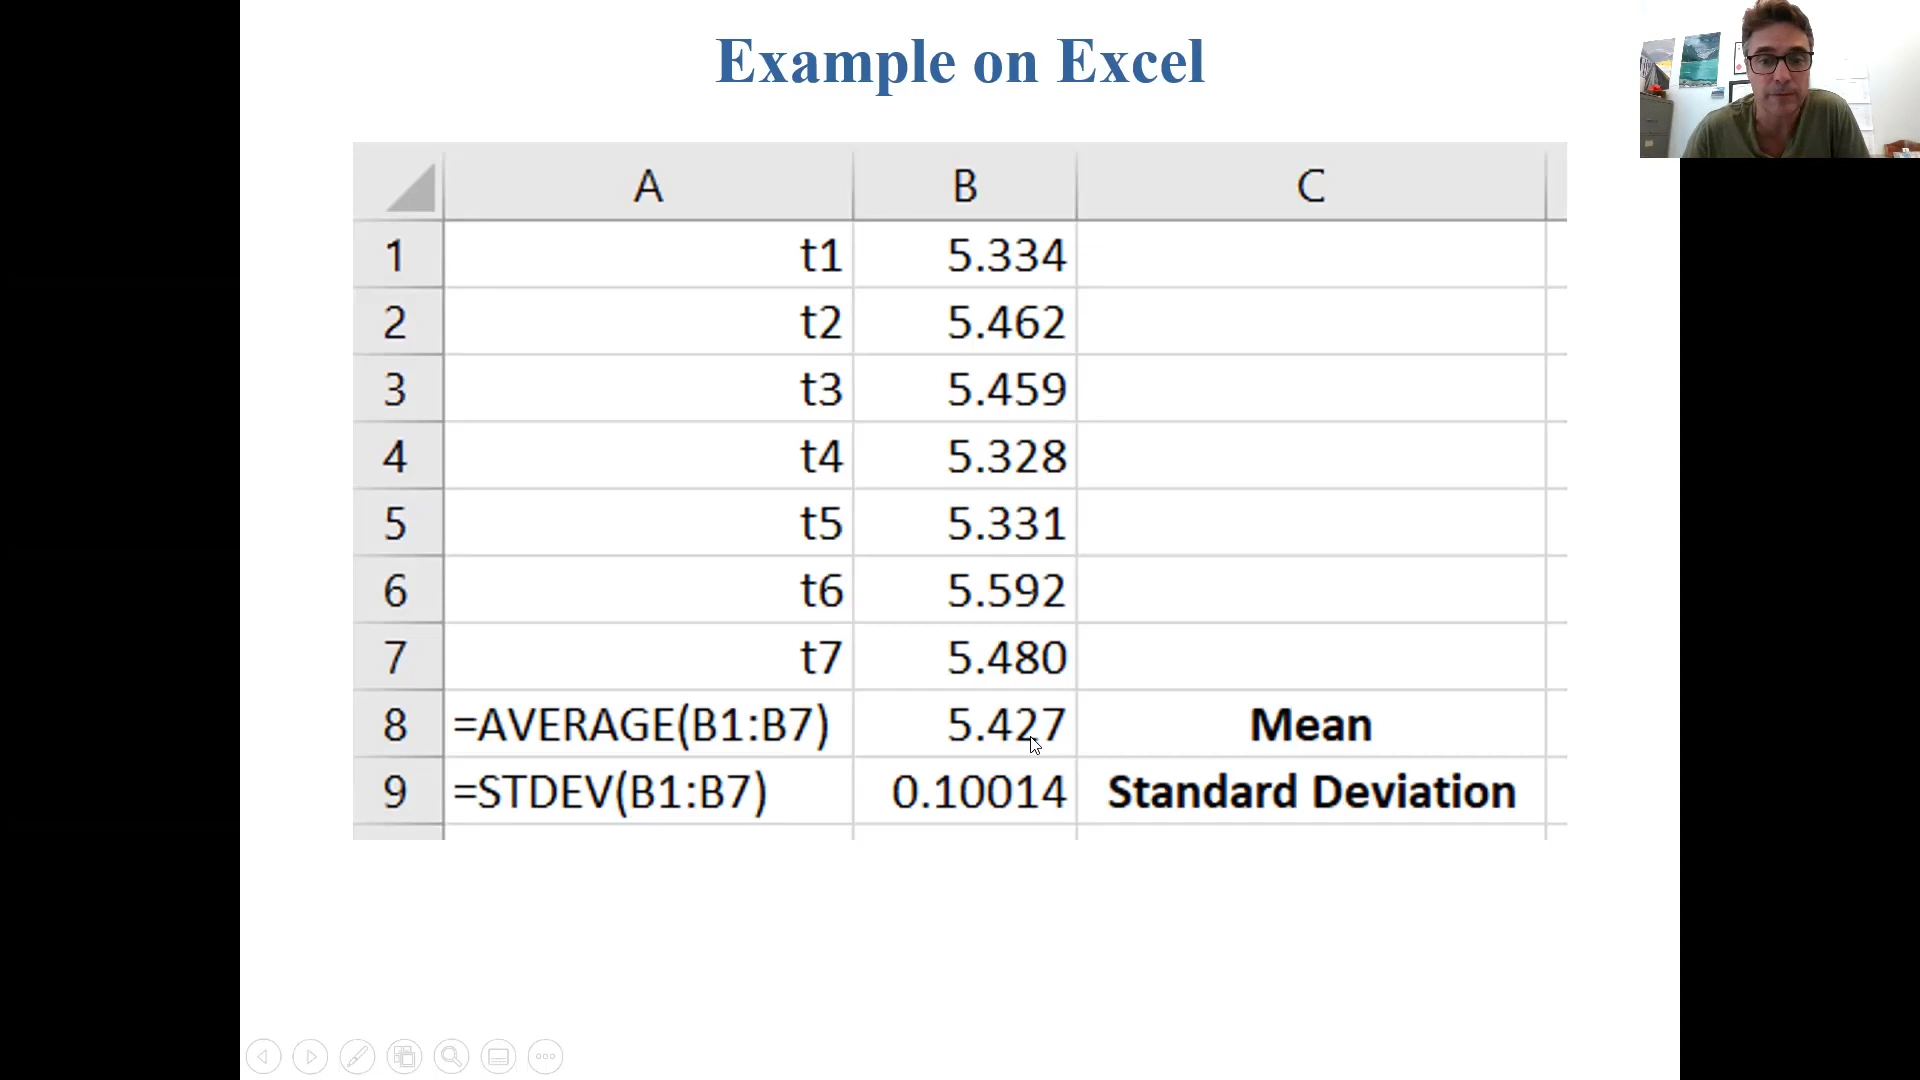 Example on Excel
A B C
1 t1 5.334
2 t2 5.462
3 t3 5.459
4 t4 5.328
5 t5 5.331
6 t6 5.592
7 t7 5.480
8 =AVERAGE(B1:B7) 5.427 Mean
9 =STDEV(B1:B7) 0.10014 Standard Deviation